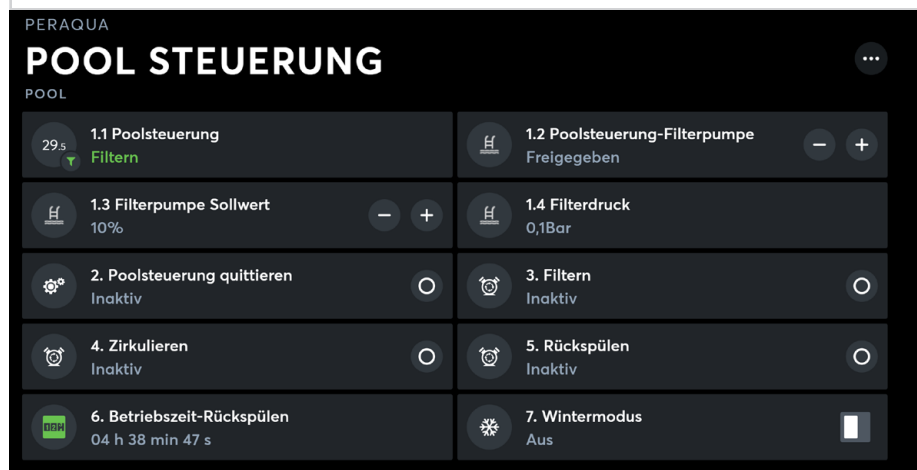 PERAQUA
POOL STEUERUNG
POOL
29.5
1.1 Poolsteuerung
Filtern
1.2 Poolsteuerung-Filterpumpe
Freigegeben
1.3 Filterpumpe Sollwert
10%
1.4 Filterdruck
0,1Bar
2. Poolsteuerung quittieren
Inaktiv
3. Filtern
Inaktiv
4. Zirkulieren
Inaktiv
5. Rückspülen
Inaktiv
6. Betriebszeit-Rückspülen
04 h 38 min 47 s
7. Wintermodus
Aus